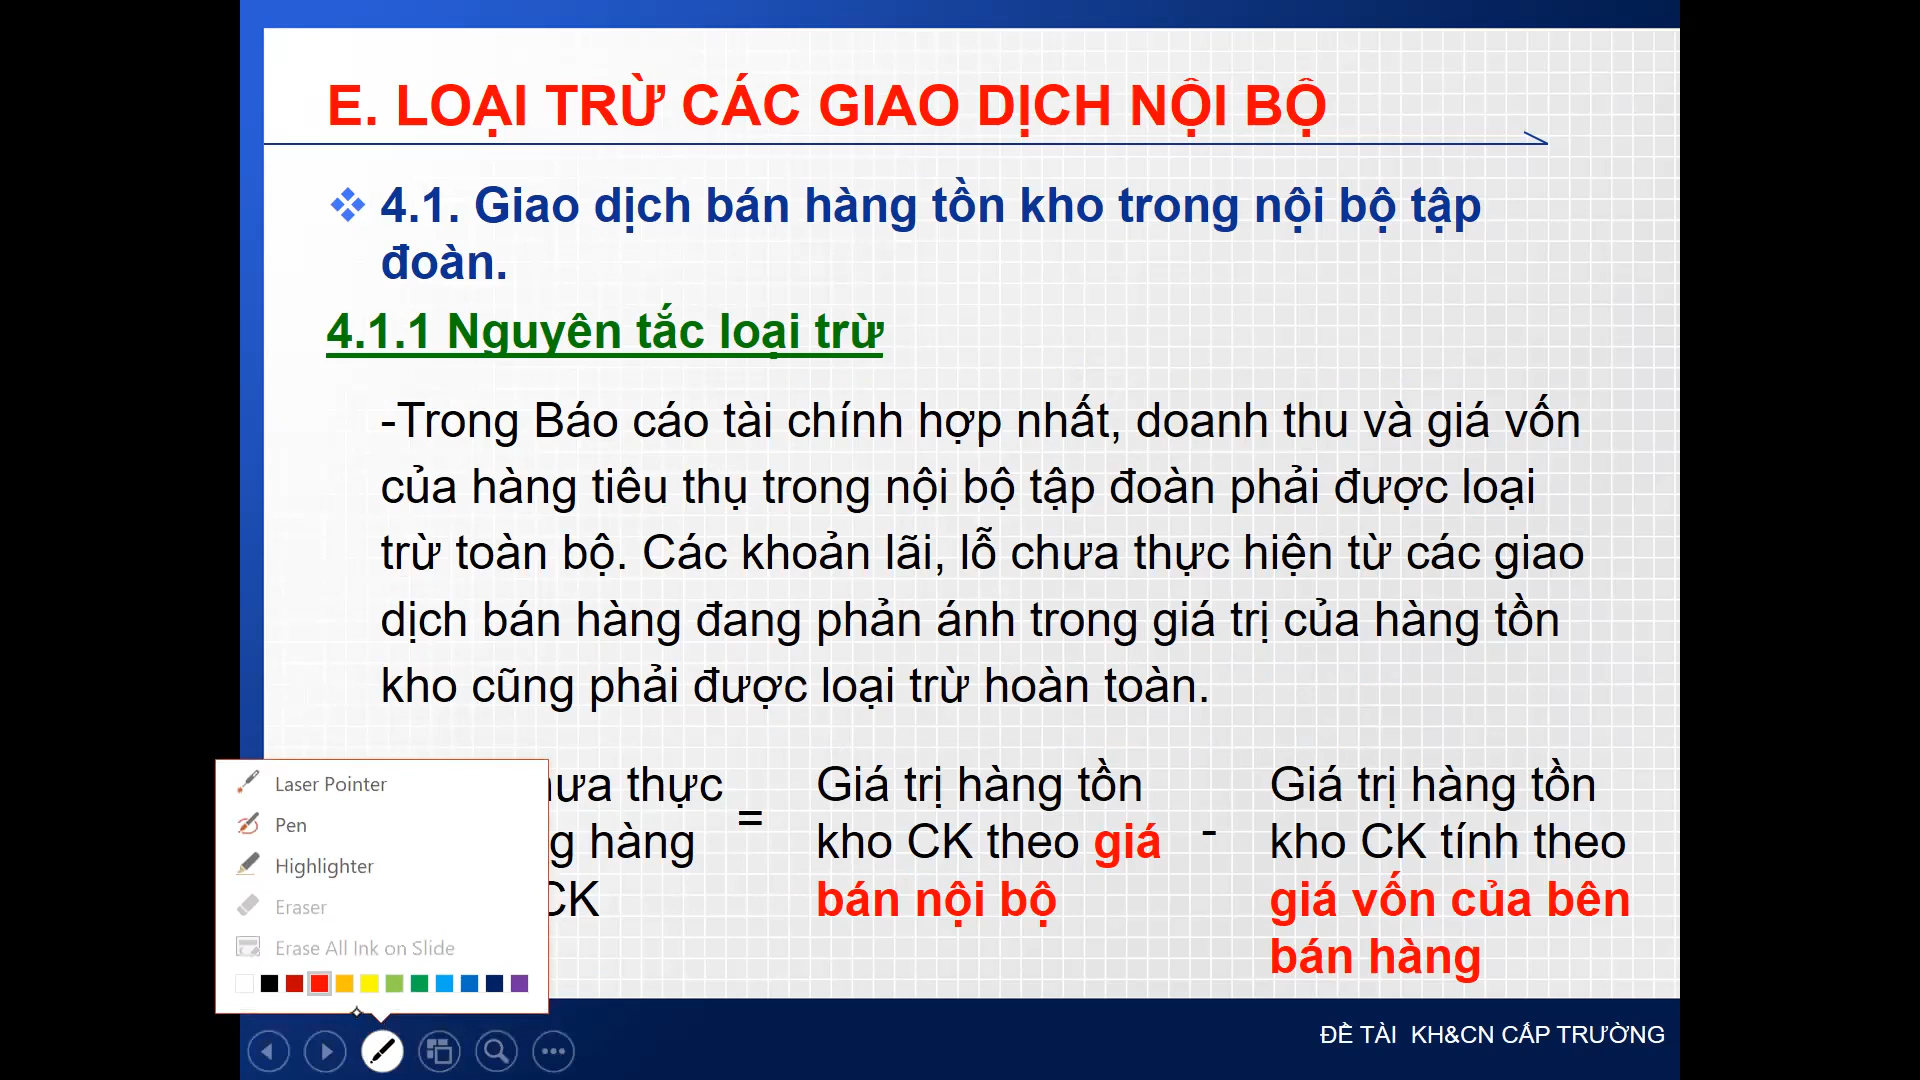 E. LOẠI TRỪ CÁC GIAO DỊCH NỘI BỘ
4.1. Giao dịch bán hàng tồn kho trong nội bộ tập
đoàn.
4.1.1 Nguyên tắc loại trừ
-Trong Báo cáo tài chính hợp nhất, doanh thu và giá vốn
của hàng tiêu thụ trong nội bộ tập đoàn phải được loại
trừ toàn bộ. Các khoản lãi, lỗ chưa thực hiện từ các giao
dịch bán hàng đang phản ánh trong giá trị của hàng tồn
kho cũng phải được loại trừ hoàn toàn.
thực
hàng
CK
=
Giá trị hàng tồn
kho CK theo giá
bán nội bộ
-
Giá trị hàng tồn
kho CK tính theo
giá vốn của bên
bán hàng
Laser Pointer
Pen
Highlighter
Eraser
Erase All Ink on Slide
ĐỀ TÀI KH&CN CẤP TRƯỜNG